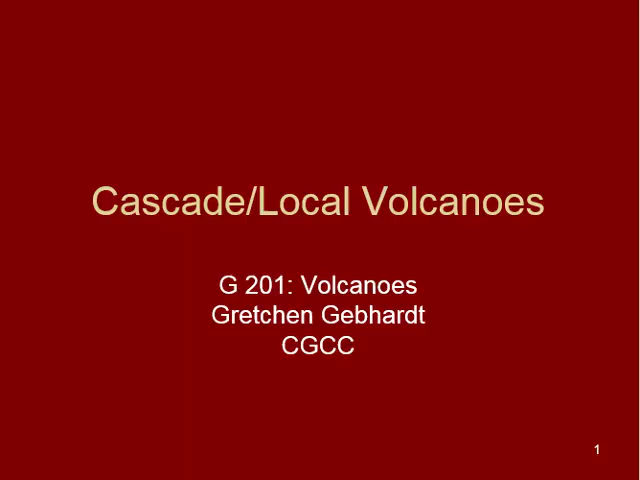 Cascade/Local Volcanoes
G 201: Volcanoes
Gretchen Gebhardt
CGCC
1